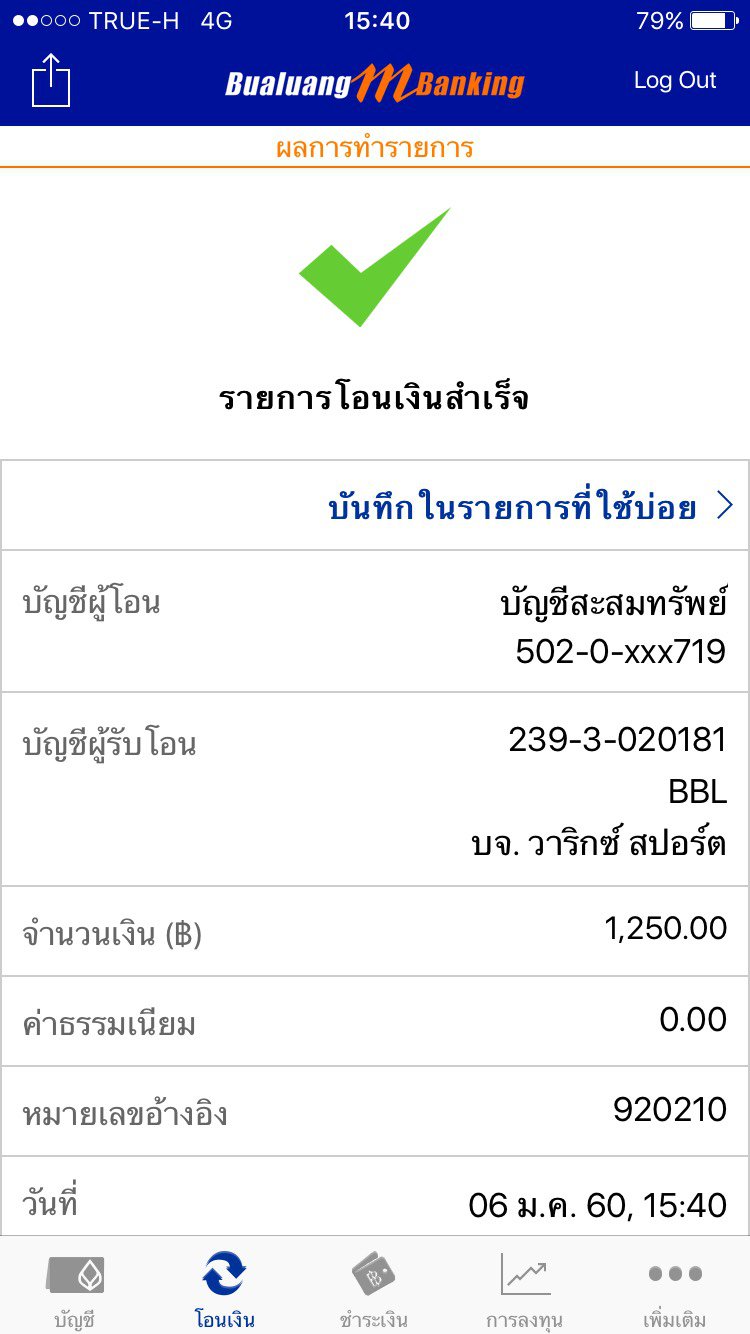 TRUE-H 4G 15:40 79%
Bualuang mBanking Log Out
ผลการทำรายการ
รายการโอนเงินสำเร็จ
บันทึกในรายการที่ใช้บ่อย
บัญชีผู้โอน บัญชีสะสมทรัพย์
502-0-xxx719
บัญชีผู้รับโอน 239-3-020181
BBL
บจ. วาริกซ์ สปอร์ต
จำนวนเงิน (฿) 1,250.00
ค่าธรรมเนียม 0.00
หมายเลขอ้างอิง 920210
วันที่ 06 ม.ค. 60, 15:40
บัญชี โอนเงิน ชำระเงิน การลงทุน เพิ่มเติม